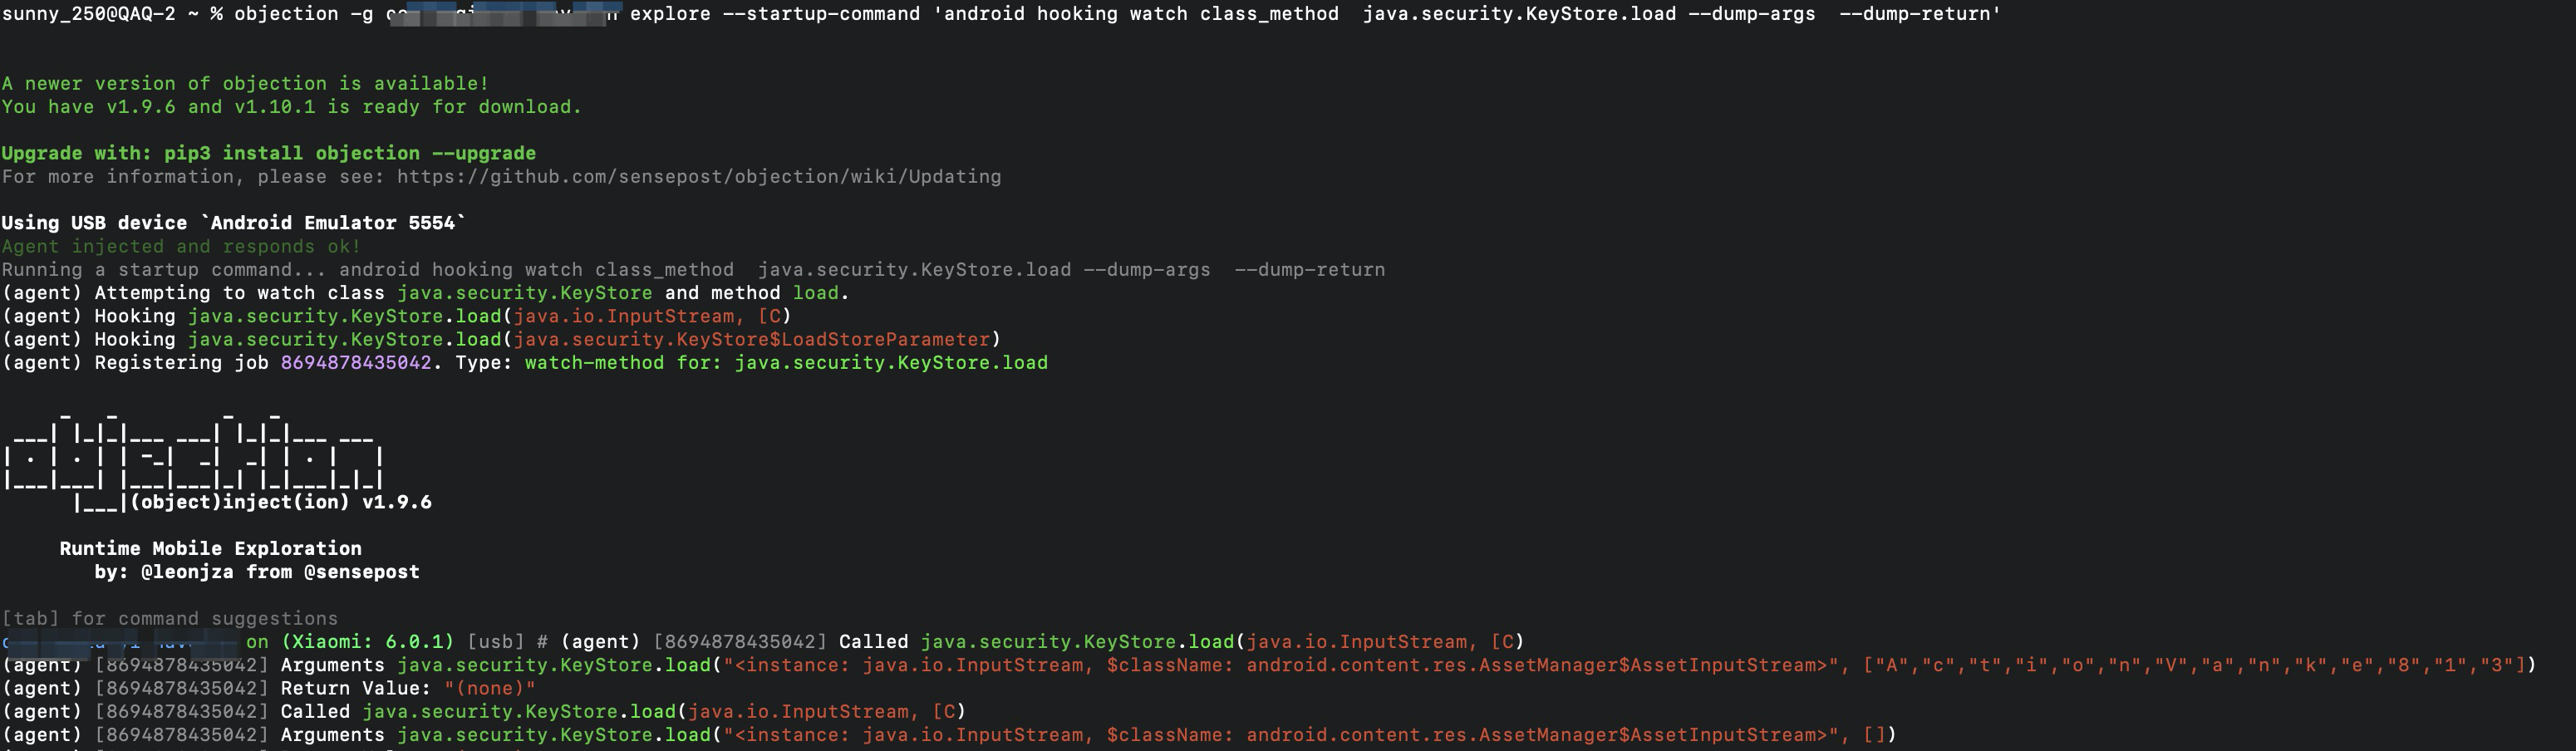 sunny_250@QAQ-2 ~ % objection -g explore --startup-command 'android hooking watch class_method  java.security.KeyStore.load --dump-args  --dump-return'
A newer version of objection is available!
You have v1.9.6 and v1.10.1 is ready for download.
Upgrade with: pip3 install objection --upgrade
For more information, please see: https://github.com/sensepost/objection/wiki/Updating
Using USB device `Android Emulator 5554`
Agent injected and responds ok!
Running a startup command... android hooking watch class_method  java.security.KeyStore.load --dump-args  --dump-return
(agent) Attempting to watch class java.security.KeyStore and method load.
(agent) Hooking java.security.KeyStore.load(java.io.InputStream, [C)
(agent) Hooking java.security.KeyStore.load(java.security.KeyStore$LoadStoreParameter)
(agent) Registering job 8694878435042. Type: watch-method for: java.security.KeyStore.load
objection
(object)inject(ion) v1.9.6
Runtime Mobile Exploration
by: @leonjza from @sensepost
[tab] for command suggestions
on (Xiaomi: 6.0.1) [usb] # (agent) [8694878435042] Called java.security.KeyStore.load(java.io.InputStream, [C)
(agent) [8694878435042] Arguments java.security.KeyStore.load("<instance: java.io.InputStream, $className: android.content.res.AssetManager$AssetInputStream>", ["A","c","t","i","o","n","V","a","n","k","e","8","1","3"])
(agent) [8694878435042] Return Value: "(none)"
(agent) [8694878435042] Called java.security.KeyStore.load(java.io.InputStream, [C)
(agent) [8694878435042] Arguments java.security.KeyStore.load("<instance: java.io.InputStream, $className: android.content.res.AssetManager$AssetInputStream>", [])